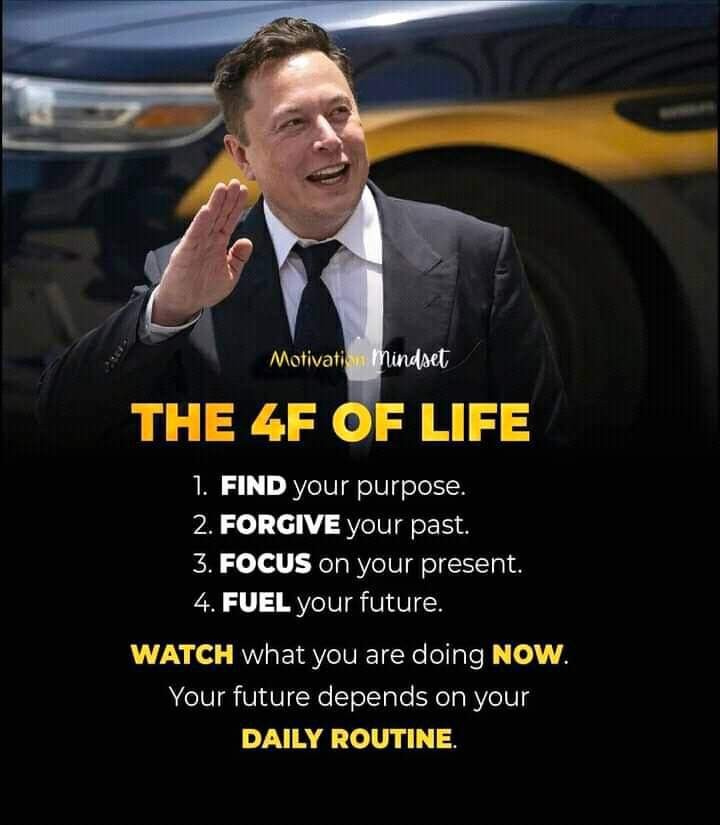 Motivation Mindset
THE 4F OF LIFE
1. FIND your purpose.
2. FORGIVE your past.
3. FOCUS on your present.
4. FUEL your future.
WATCH what you are doing NOW.
Your future depends on your
DAILY ROUTINE.